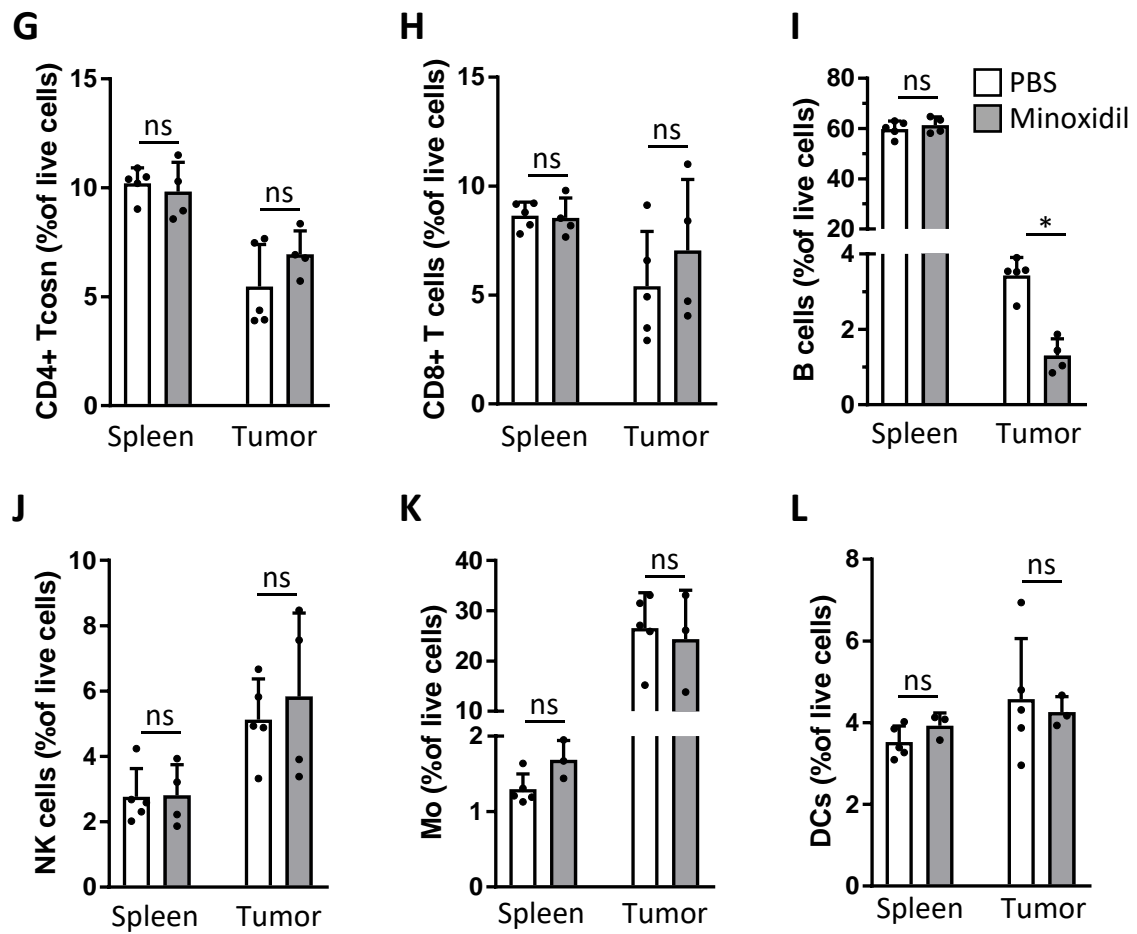 G
CD4+ Tcosn (%of live cells)
15
10
5
0
ns
ns
Spleen
Tumor
H
CD8+ T cells (%of live cells)
15
10
5
0
ns
ns
Spleen
Tumor
I
B cells (%of live cells)
80
60
40
20
4
2
0
ns
*
Spleen
Tumor
PBS
Minoxidil
J
NK cells (%of live cells)
10
8
6
4
2
0
ns
ns
Spleen
Tumor
K
Mo (%of live cells)
40
30
20
10
2
1
0
ns
ns
Spleen
Tumor
L
DCs (%of live cells)
8
6
4
2
0
ns
ns
Spleen
Tumor